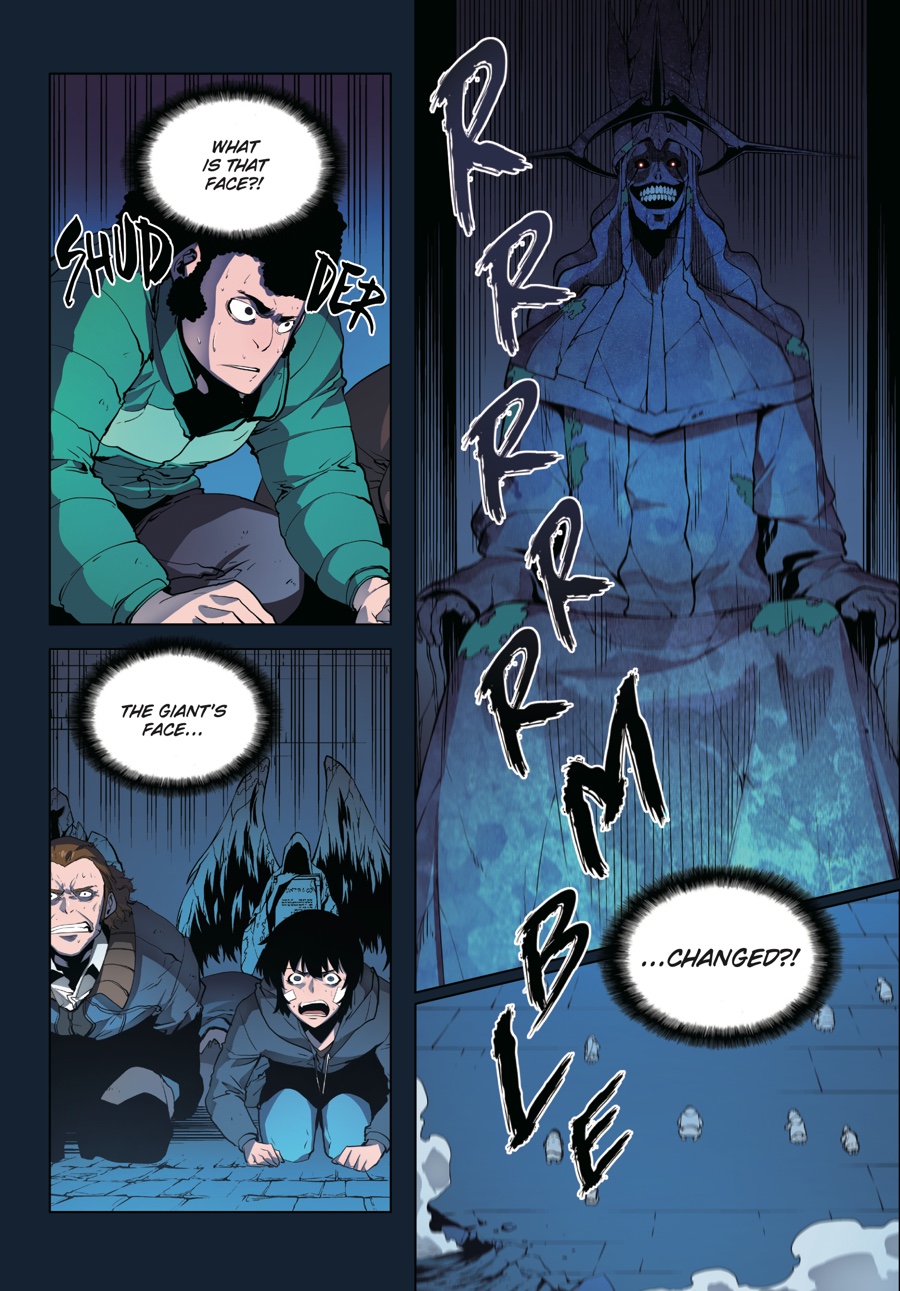 WHAT
IS THAT
FACE?!
SHUD
DER
THE GIANT'S
FACE...
RRRRRMBLE
...CHANGED?!